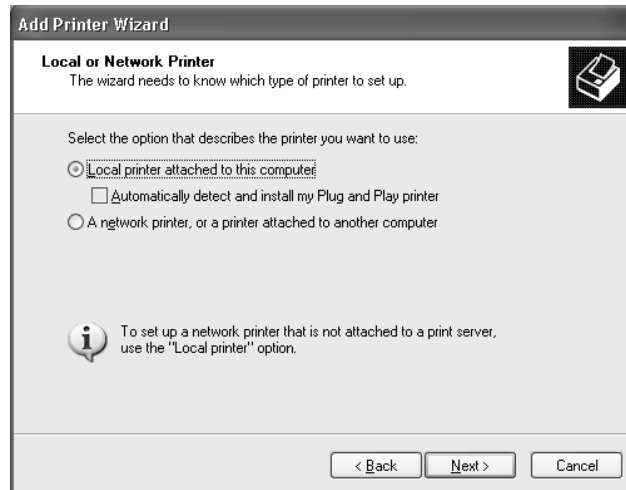 Add Printer Wizard
Local or Network Printer
The wizard needs to know which type of printer to set up.
Select the option that describes the printer you want to use:
Local printer attached to this computer
Automatically detect and install my Plug and Play printer
A network printer, or a printer attached to another computer
To set up a network printer that is not attached to a print server,
use the "Local printer" option.
< Back Next > Cancel